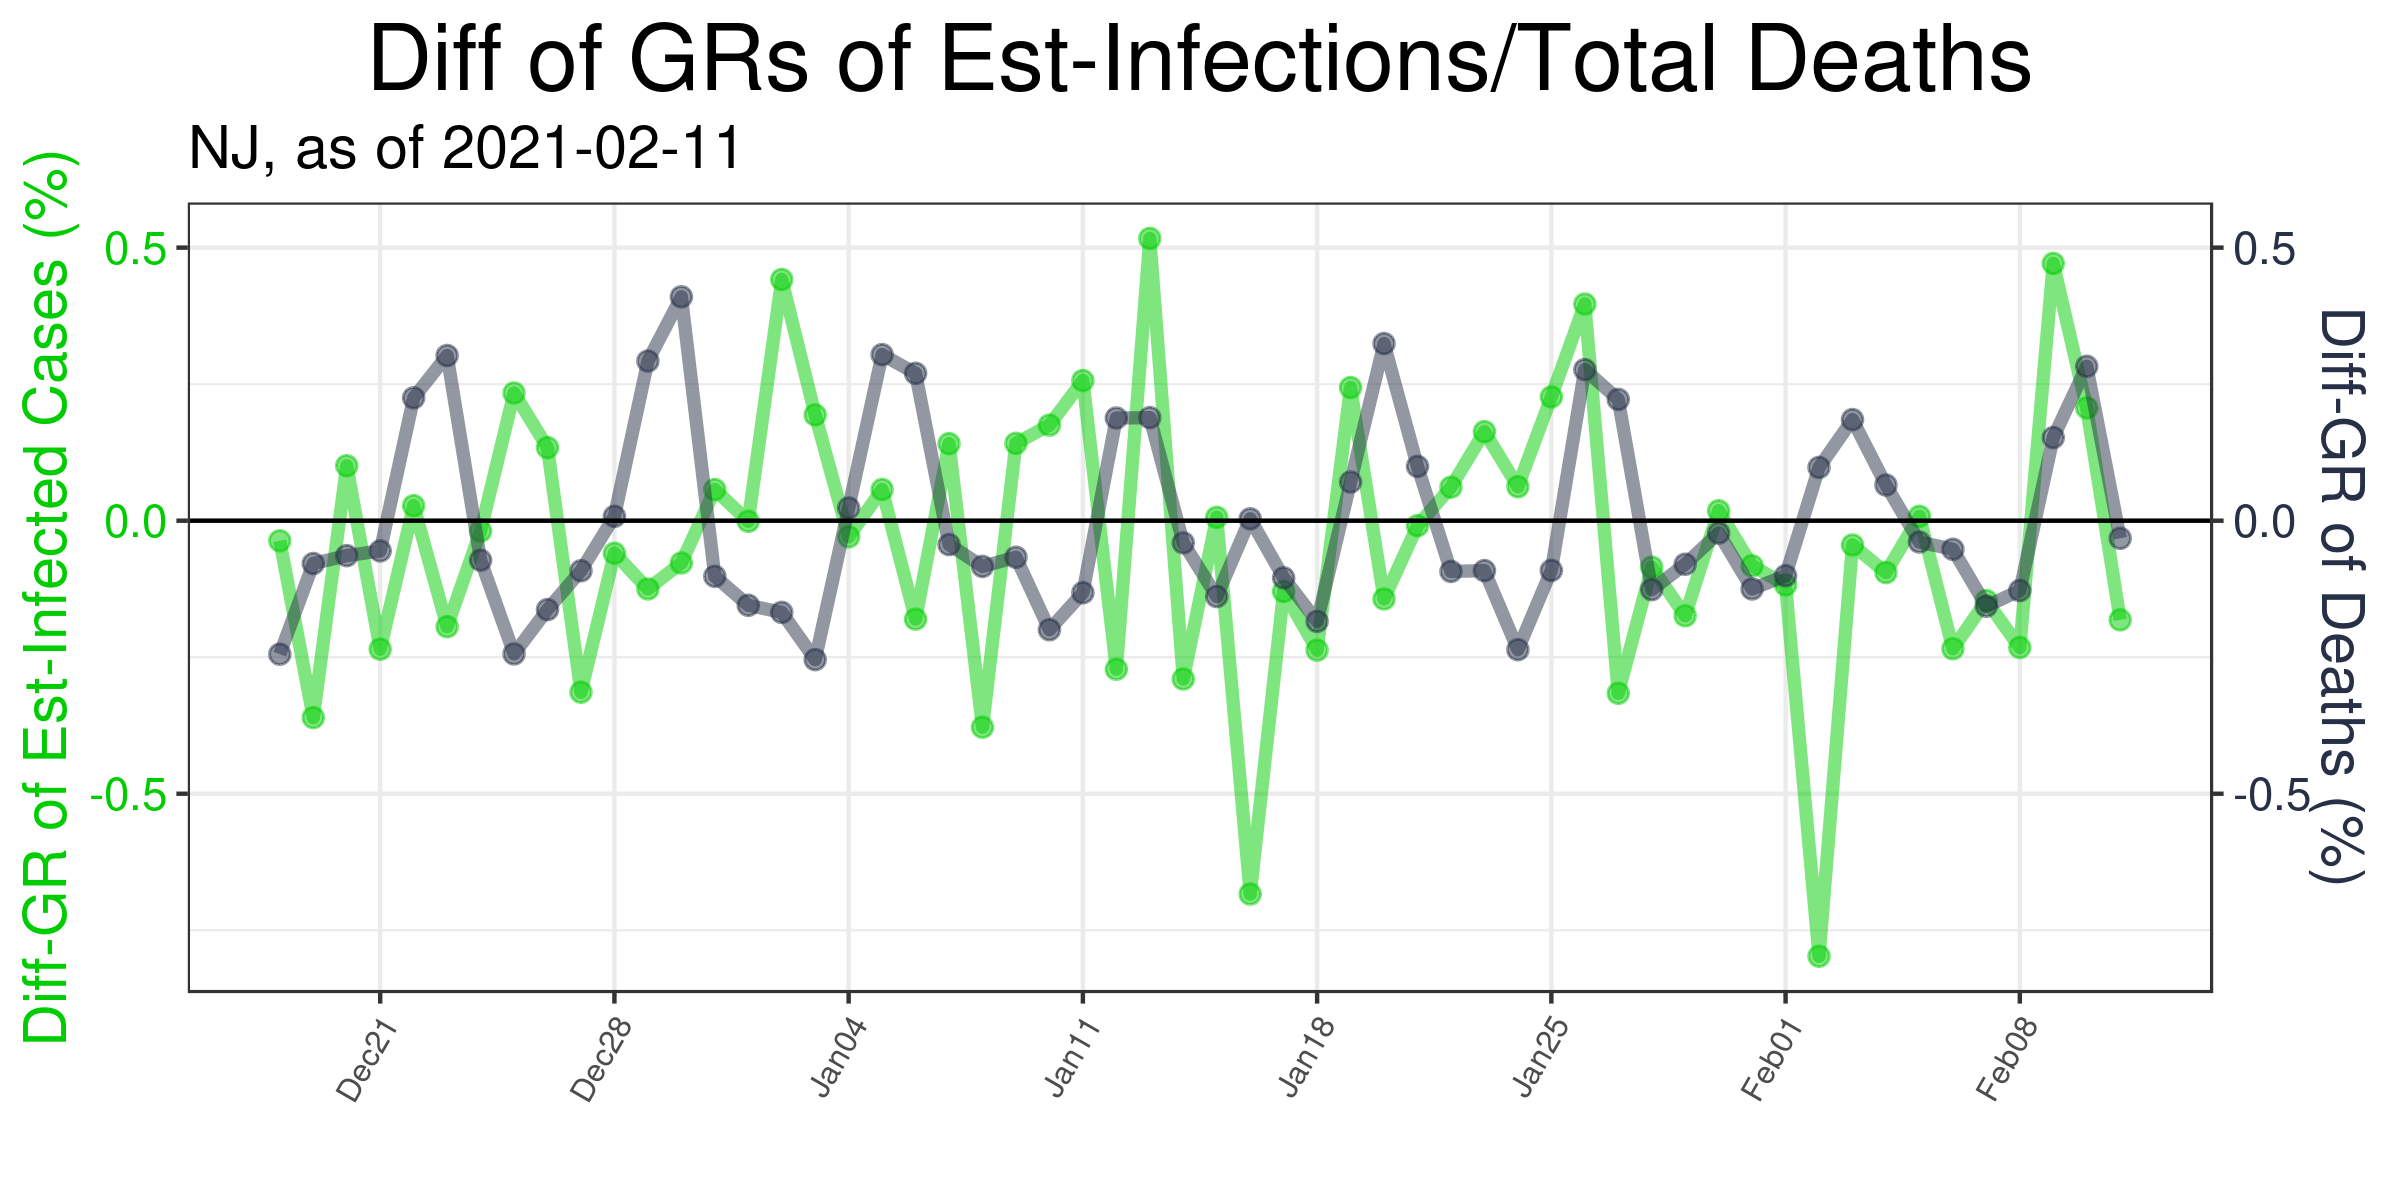 Diff of GRs of Est-Infections/Total Deaths
NJ, as of 2021-02-11
Diff-GR of Est-Infected Cases (%)
0.5
0.0
-0.5
0.5
0.0
-0.5
Diff-GR of Deaths (%)
Dec21
Dec28
Jan04
Jan11
Jan18
Jan25
Feb01
Feb08